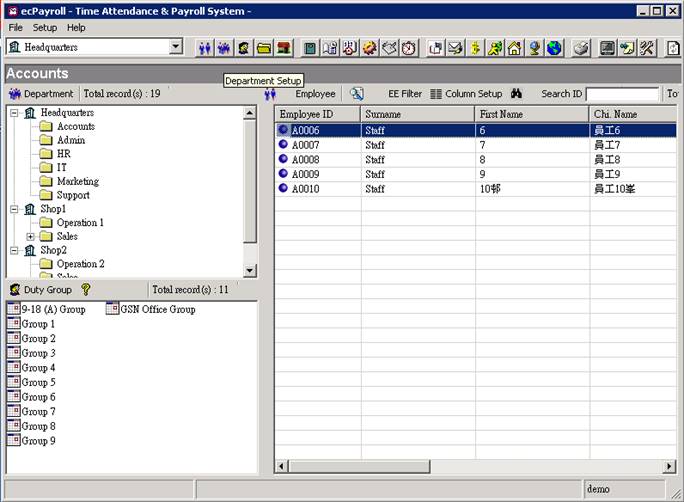 ecPayroll - Time Attendance & Payroll System -
File Setup Help
Headquarters
Accounts
Department Setup
Department Total record(s) : 19
Employee EE Filter Column Setup Search ID To
Headquarters
Accounts
Admin
HR
IT
Marketing
Support
Shop1
Operation 1
Sales
Shop2
Operation 2
Sales
Employee ID Surname First Name Chi. Name
A0006 Staff 6 員工6
A0007 Staff 7 員工7
A0008 Staff 8 員工8
A0009 Staff 9 員工9
A0010 Staff 10邨 員工10峯
Duty Group Total record(s) : 11
9-18 (A) Group GSN Office Group
Group 1
Group 2
Group 3
Group 4
Group 5
Group 6
Group 7
Group 8
Group 9
demo